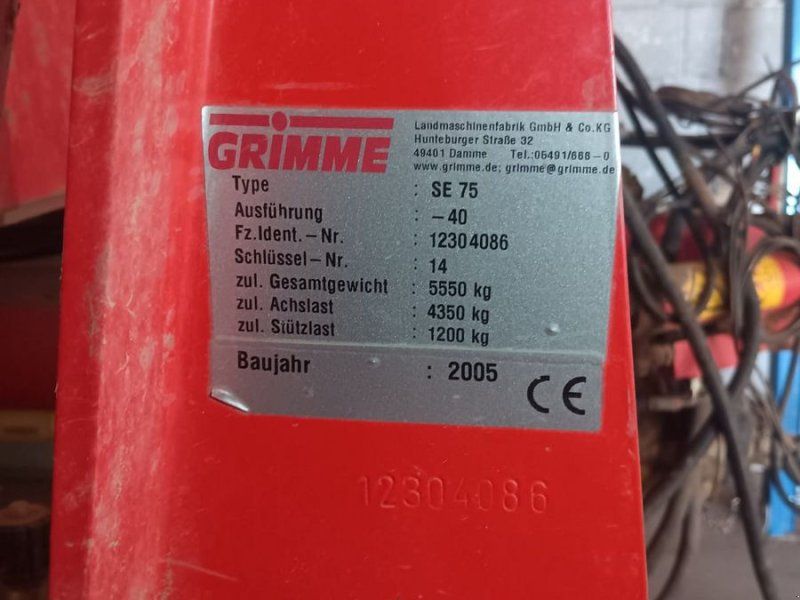 GRIMME
Landmaschinenfabrik GmbH & Co.KG
Hunteburger Straße 32
49401 Damme Tel.:05491/666-0
www.grimme.de; grimme@grimme.de
Type : SE 75
Ausführung : -40
Fz.Ident.-Nr. : 12304086
Schlüssel-Nr. : 14
zul. Gesamtgewicht : 5550 kg
zul. Achslast : 4350 kg
zul. Stützlast : 1200 kg
Baujahr : 2005
CE
12304086